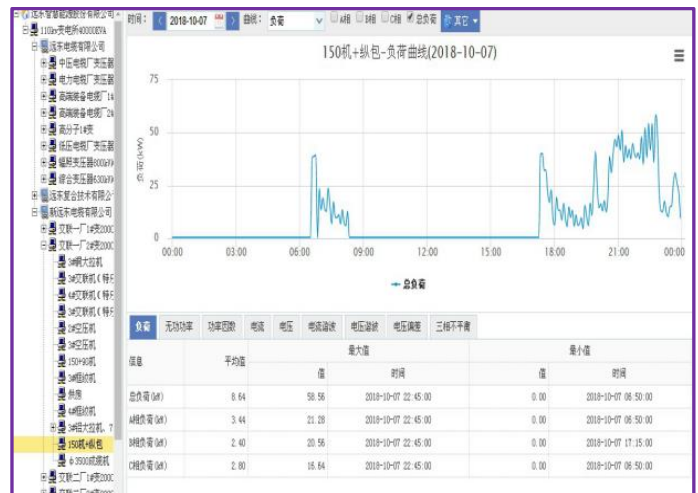 远东智慧能源股份有限公司
110kv变电所40000KVA
远东电缆有限公司
中压电缆厂变压器
电力电缆厂变压器
高端装备电缆厂1#
高端装备电缆厂2#
高分子1#变
低压电缆厂变压器
辐照变压器800kVA
综合变压器630kVA
远东复合技术有限公
新远东电缆有限公司
交联一厂1#变200C
交联一厂2#变200C
3#铜大拉机
3#交联机(特
4#交联机(特
3#交联机(特
2#空压机
3#空压机
150+90机
3#框绞机
烘房
4#框绞机
3#铝大拉机、7
150机+纵包
φ3500成缆机
交联二厂1#变200C
时间: 2018-10-07 曲线: 负荷 A相 B相 C相 总负荷 其它
150机+纵包-负荷曲线(2018-10-07)
负荷(kW)
75
50
25
0
00:00 03:00 06:00 09:00 12:00 15:00 18:00 21:00 00:00
总负荷
负荷 无功功率 功率因数 电流 电压 电流谐波 电压谐波 电压偏差 三相不平衡
信息 平均值 最大值 最小值
值 时间 值 时间
总负荷(kW) 8.64 58.56 2018-10-07 22:45:00 0.00 2018-10-07 06:50:00
A相负荷(kW) 3.44 21.28 2018-10-07 22:45:00 0.00 2018-10-07 06:50:00
B相负荷(kW) 2.40 20.56 2018-10-07 22:45:00 0.00 2018-10-07 17:15:00
C相负荷(kW) 2.80 16.64 2018-10-07 22:45:00 0.00 2018-10-07 06:50:00